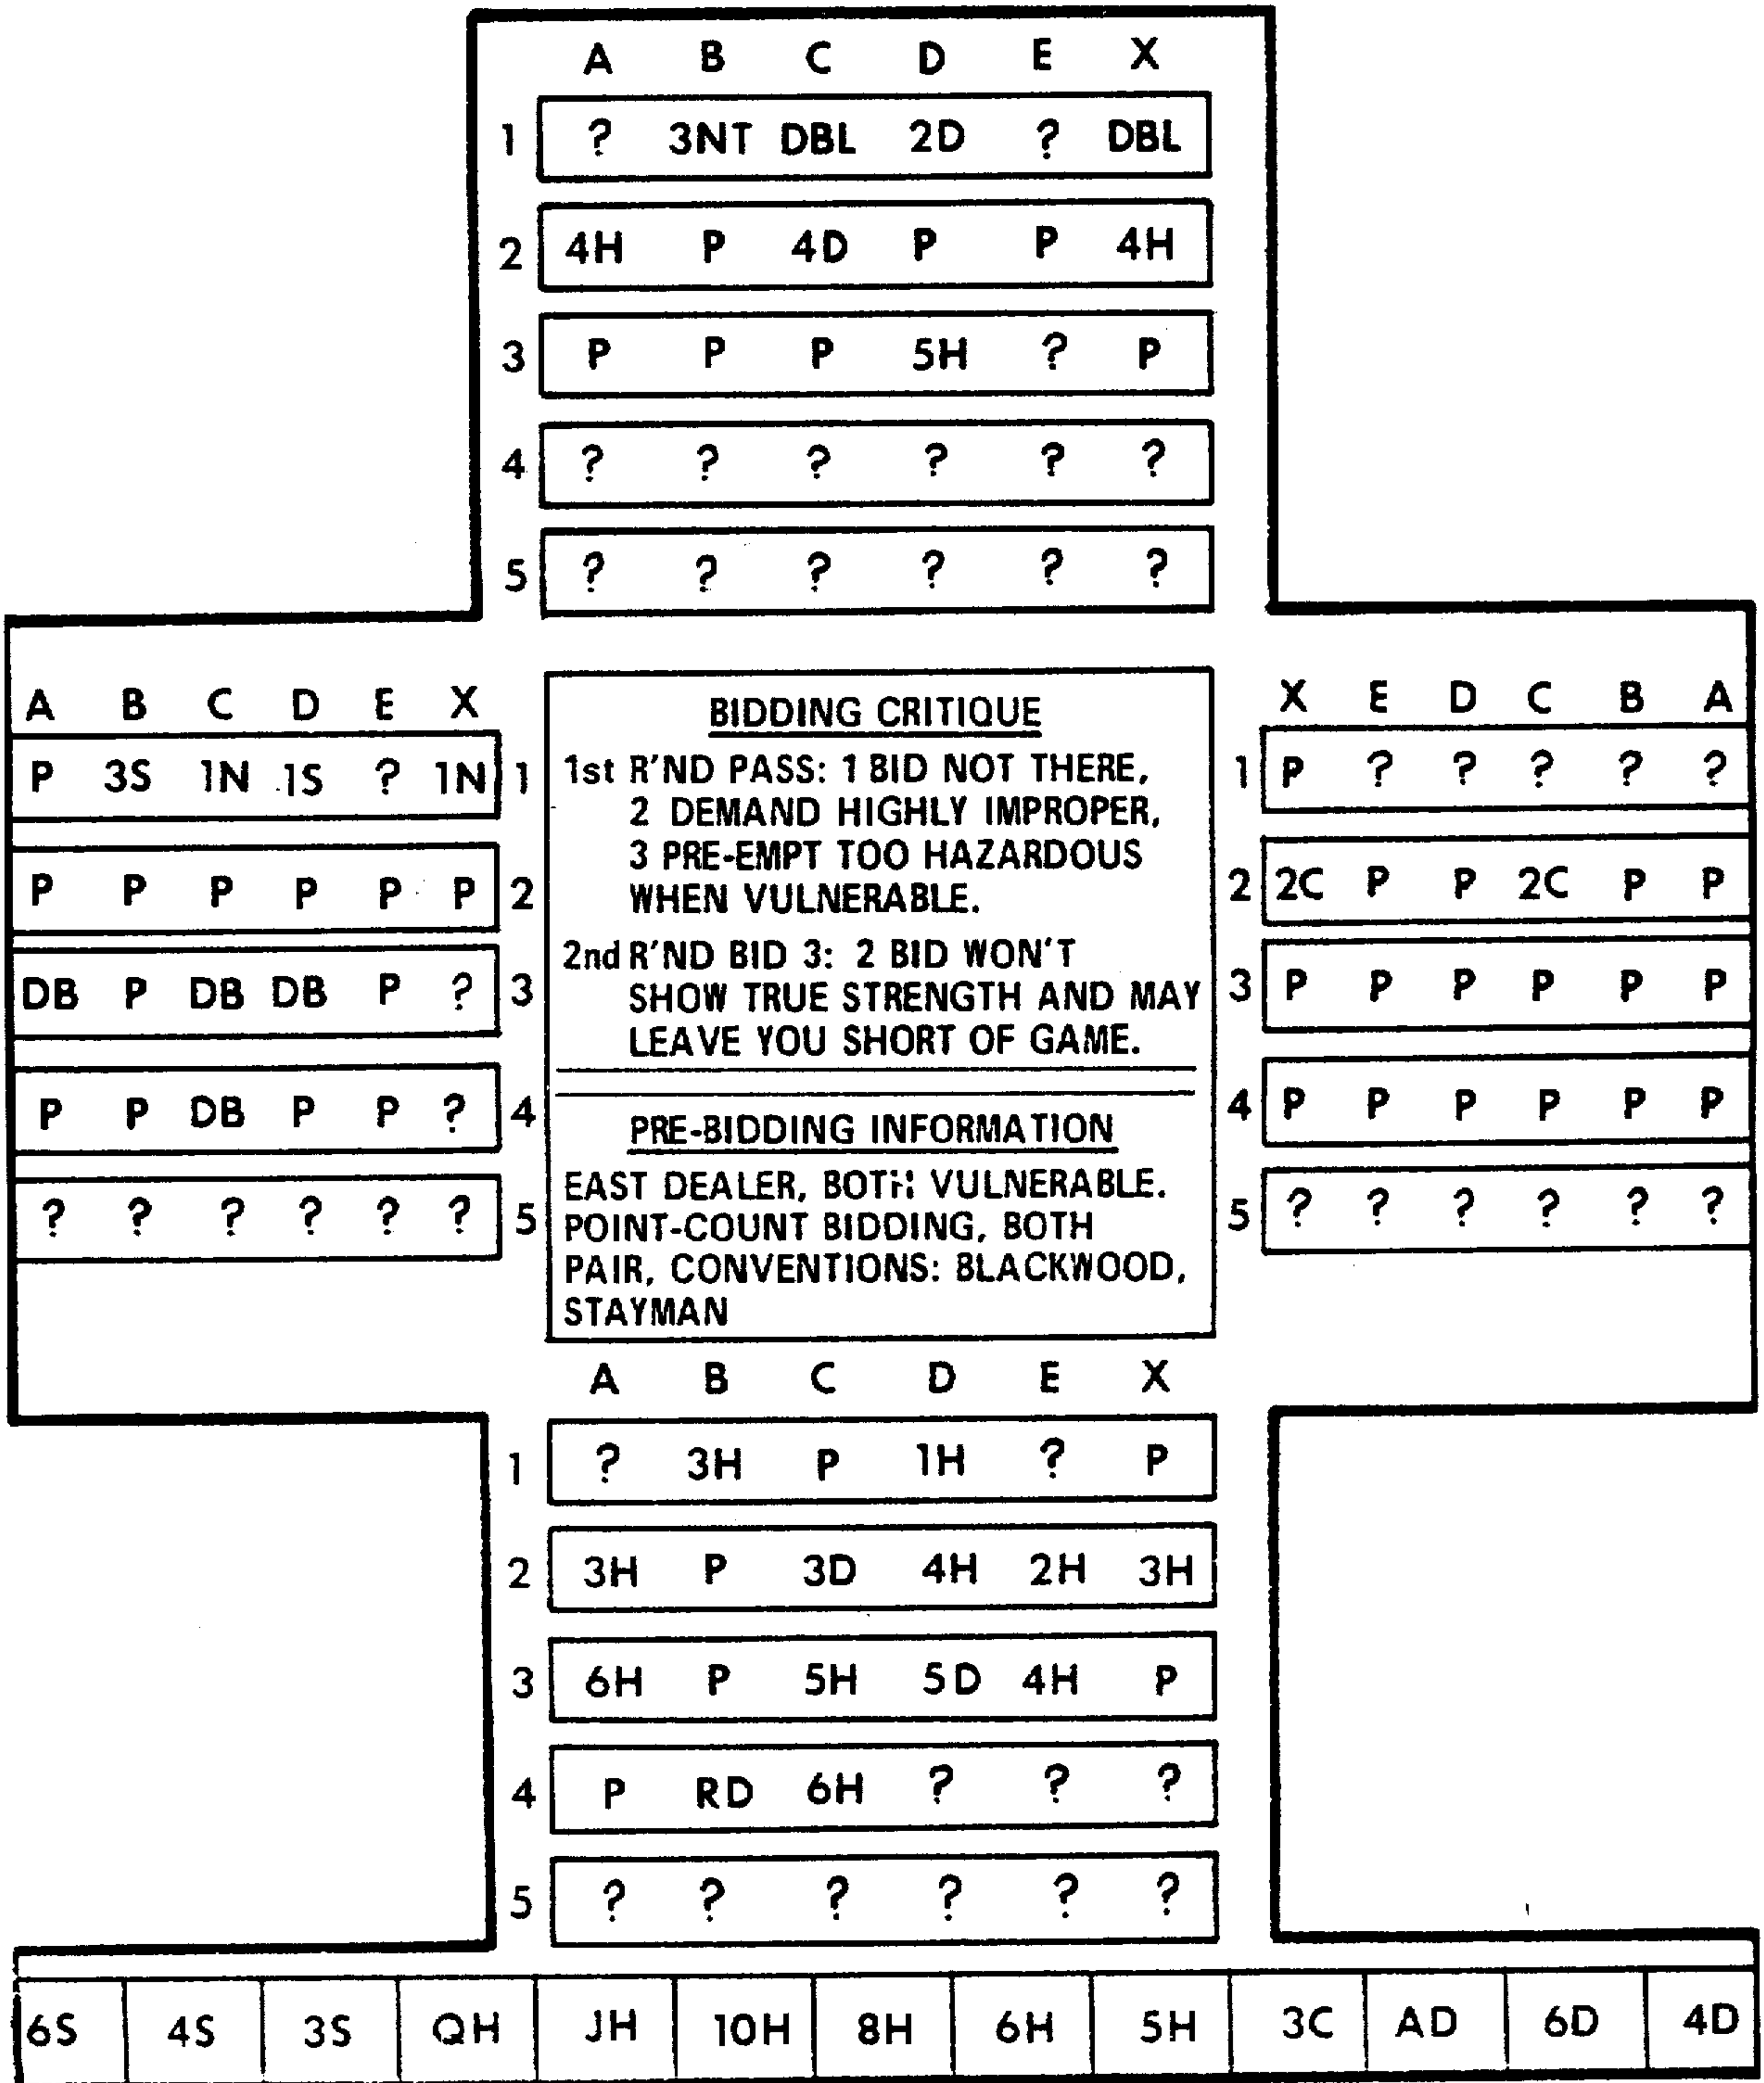 A B C D E X
1 ? 3NT DBL 2D ? DBL
2 4H P 4D P P 4H
3 P P P 5H ? P
4 ? ? ? ? ? ?
5 ? ? ? ? ? ?
A B C D E X
P 3S 1N 1S ? 1N 1
P P P P P P 2
DB P DB DB P ? 3
P P DB P P ? 4
? ? ? ? ? ? 5
BIDDING CRITIQUE
1st R'ND PASS: 1 BID NOT THERE,
2 DEMAND HIGHLY IMPROPER,
3 PRE-EMPT TOO HAZARDOUS
WHEN VULNERABLE.
2nd R'ND BID 3: 2 BID WON'T
SHOW TRUE STRENGTH AND MAY
LEAVE YOU SHORT OF GAME.
PRE-BIDDING INFORMATION
EAST DEALER, BOTH VULNERABLE.
POINT-COUNT BIDDING, BOTH
PAIR, CONVENTIONS: BLACKWOOD,
STAYMAN
X E D C B A
1 P ? ? ? ? ?
2 2C P P 2C P P
3 P P P P P P
4 P P P P P P
5 ? ? ? ? ? ?
A B C D E X
1 ? 3H P 1H ? P
2 3H P 3D 4H 2H 3H
3 6H P 5H 5D 4H P
4 P RD 6H ? ? ?
5 ? ? ? ? ? ?
6S 4S 3S QH JH 10H 8H 6H 5H 3C AD 6D 4D